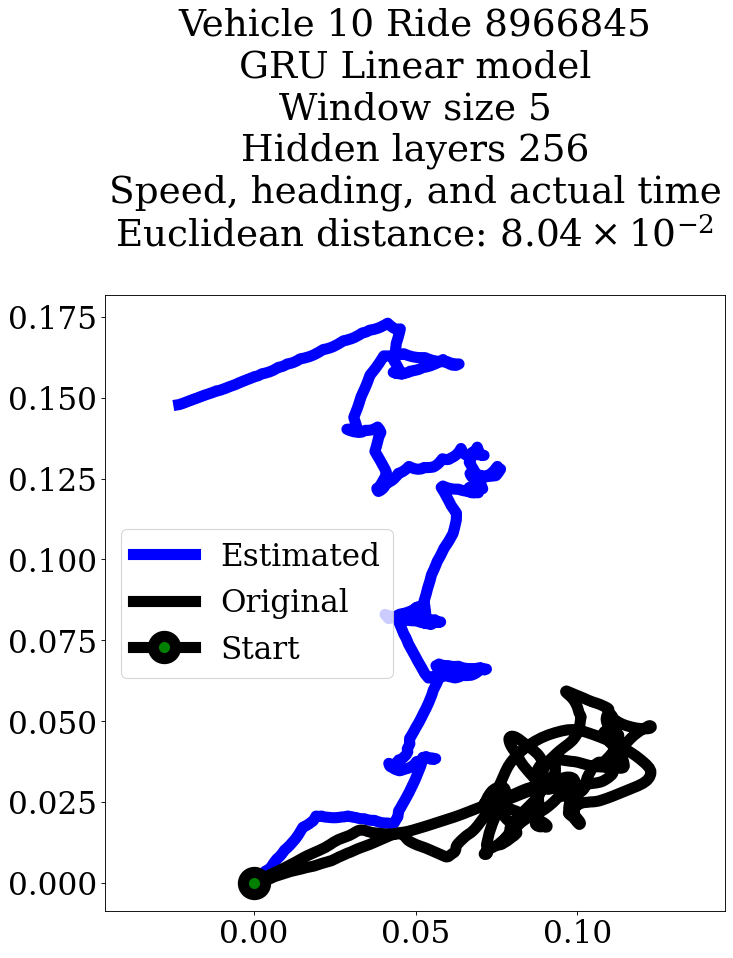 Vehicle 10 Ride 8966845
GRU Linear model
Window size 5
Hidden layers 256
Speed, heading, and actual time
Euclidean distance: 8.04 × 10⁻²
0.175
0.150
0.125
0.100
0.075
0.050
0.025
0.000
Estimated
Original
Start
0.00 0.05 0.10